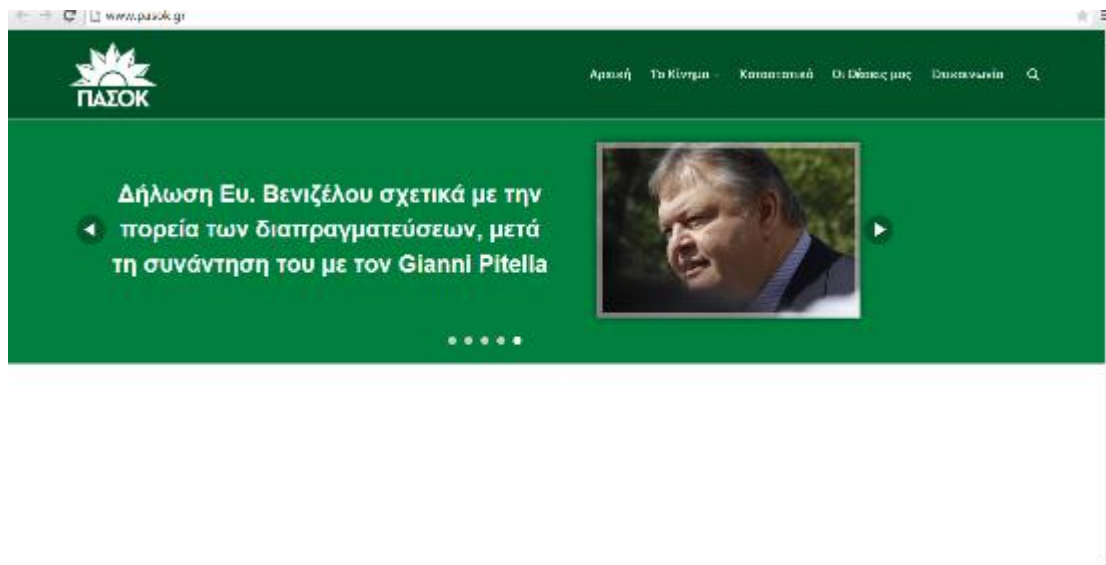 www.pasok.gr
ΠΑΣΟΚ
Αρχική Το Κίνημα Καταστατικό Οι Θέσεις μας Επικοινωνία
Δήλωση Ευ. Βενιζέλου σχετικά με την
πορεία των διαπραγματεύσεων, μετά
τη συνάντηση του με τον Gianni Pitella